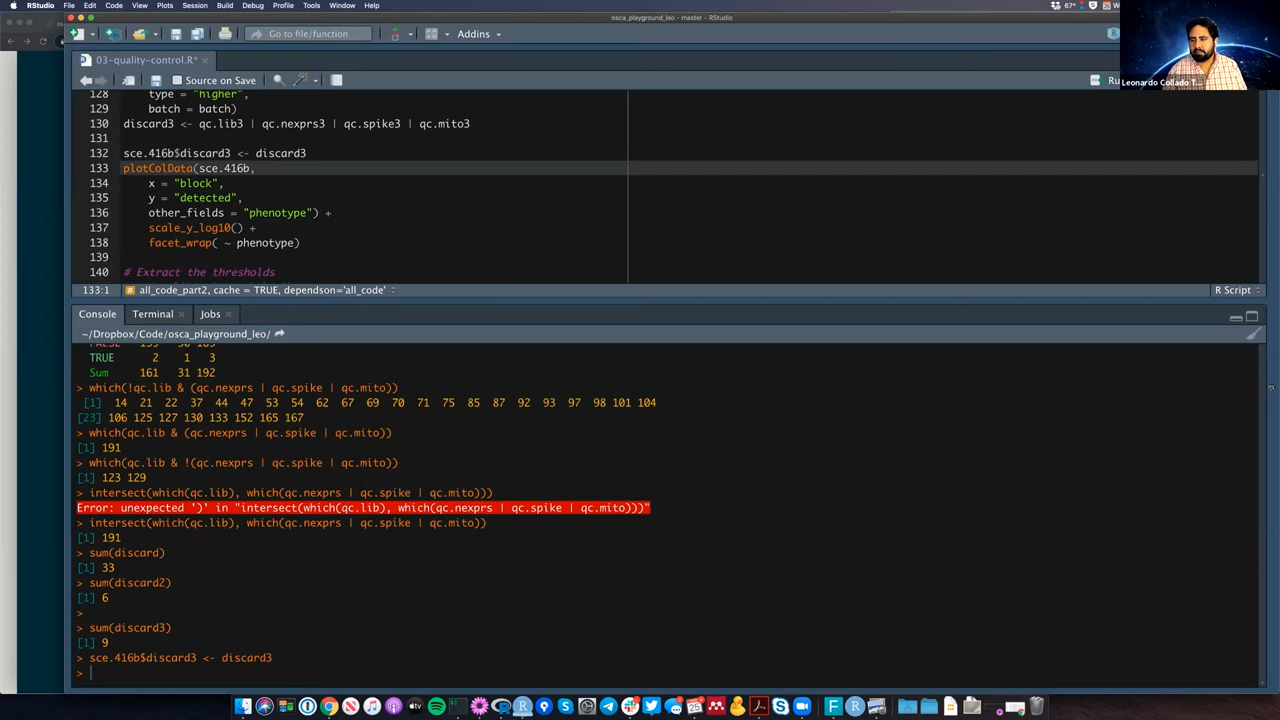 RStudio File Edit Code View Plots Session Build Debug Profile Tools Window Help
67°
osca_playground_leo - master - RStudio
Go to file/function
Addins
Leonardo Collado T...
03-quality-control.R*
Source on Save
Ru
128 type = "higher",
129 batch = batch)
130 discard3 <- qc.lib3 | qc.nexprs3 | qc.spike3 | qc.mito3
131
132 sce.416b$discard3 <- discard3
133 plotColData(sce.416b,
134 x = "block",
135 y = "detected",
136 other_fields = "phenotype") +
137 scale_y_log10() +
138 facet_wrap( ~ phenotype)
139
140 # Extract the thresholds
133:1 all_code_part2, cache = TRUE, dependson='all_code' R Script
Console Terminal Jobs
~/Dropbox/Code/osca_playground_leo/
TRUE 2 1 3
Sum 161 31 192
> which(!qc.lib & (qc.nexprs | qc.spike | qc.mito))
[1] 14 21 22 37 44 47 53 54 62 67 69 70 71 75 85 87 92 93 97 98 101 104
[23] 106 125 127 130 133 152 165 167
> which(qc.lib & (qc.nexprs | qc.spike | qc.mito))
[1] 191
> which(qc.lib & !(qc.nexprs | qc.spike | qc.mito))
[1] 123 129
> intersect(which(qc.lib), which(qc.nexprs | qc.spike | qc.mito)))
Error: unexpected ')' in "intersect(which(qc.lib), which(qc.nexprs | qc.spike | qc.mito)))"
> intersect(which(qc.lib), which(qc.nexprs | qc.spike | qc.mito))
[1] 191
> sum(discard)
[1] 33
> sum(discard2)
[1] 6
>
> sum(discard3)
[1] 9
> sce.416b$discard3 <- discard3
>